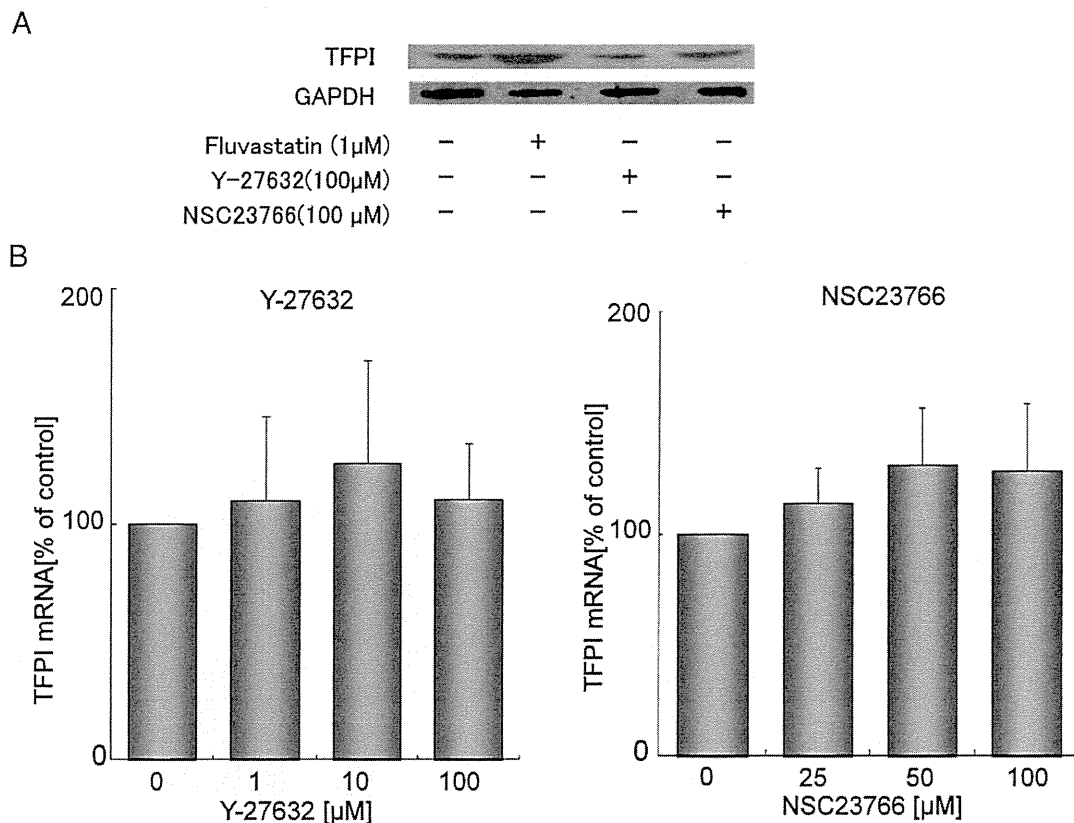 A
TFPI
GAPDH
Fluvastatin (1μM) − + − −
Y-27632(100μM) − − + −
NSC23766(100 μM) − − − +
B
Y-27632
200
100
0
TFPI mRNA[% of control]
0 1 10 100
Y-27632 [μM]
NSC23766
200
100
0
TFPI mRNA[% of control]
0 25 50 100
NSC23766 [μM]